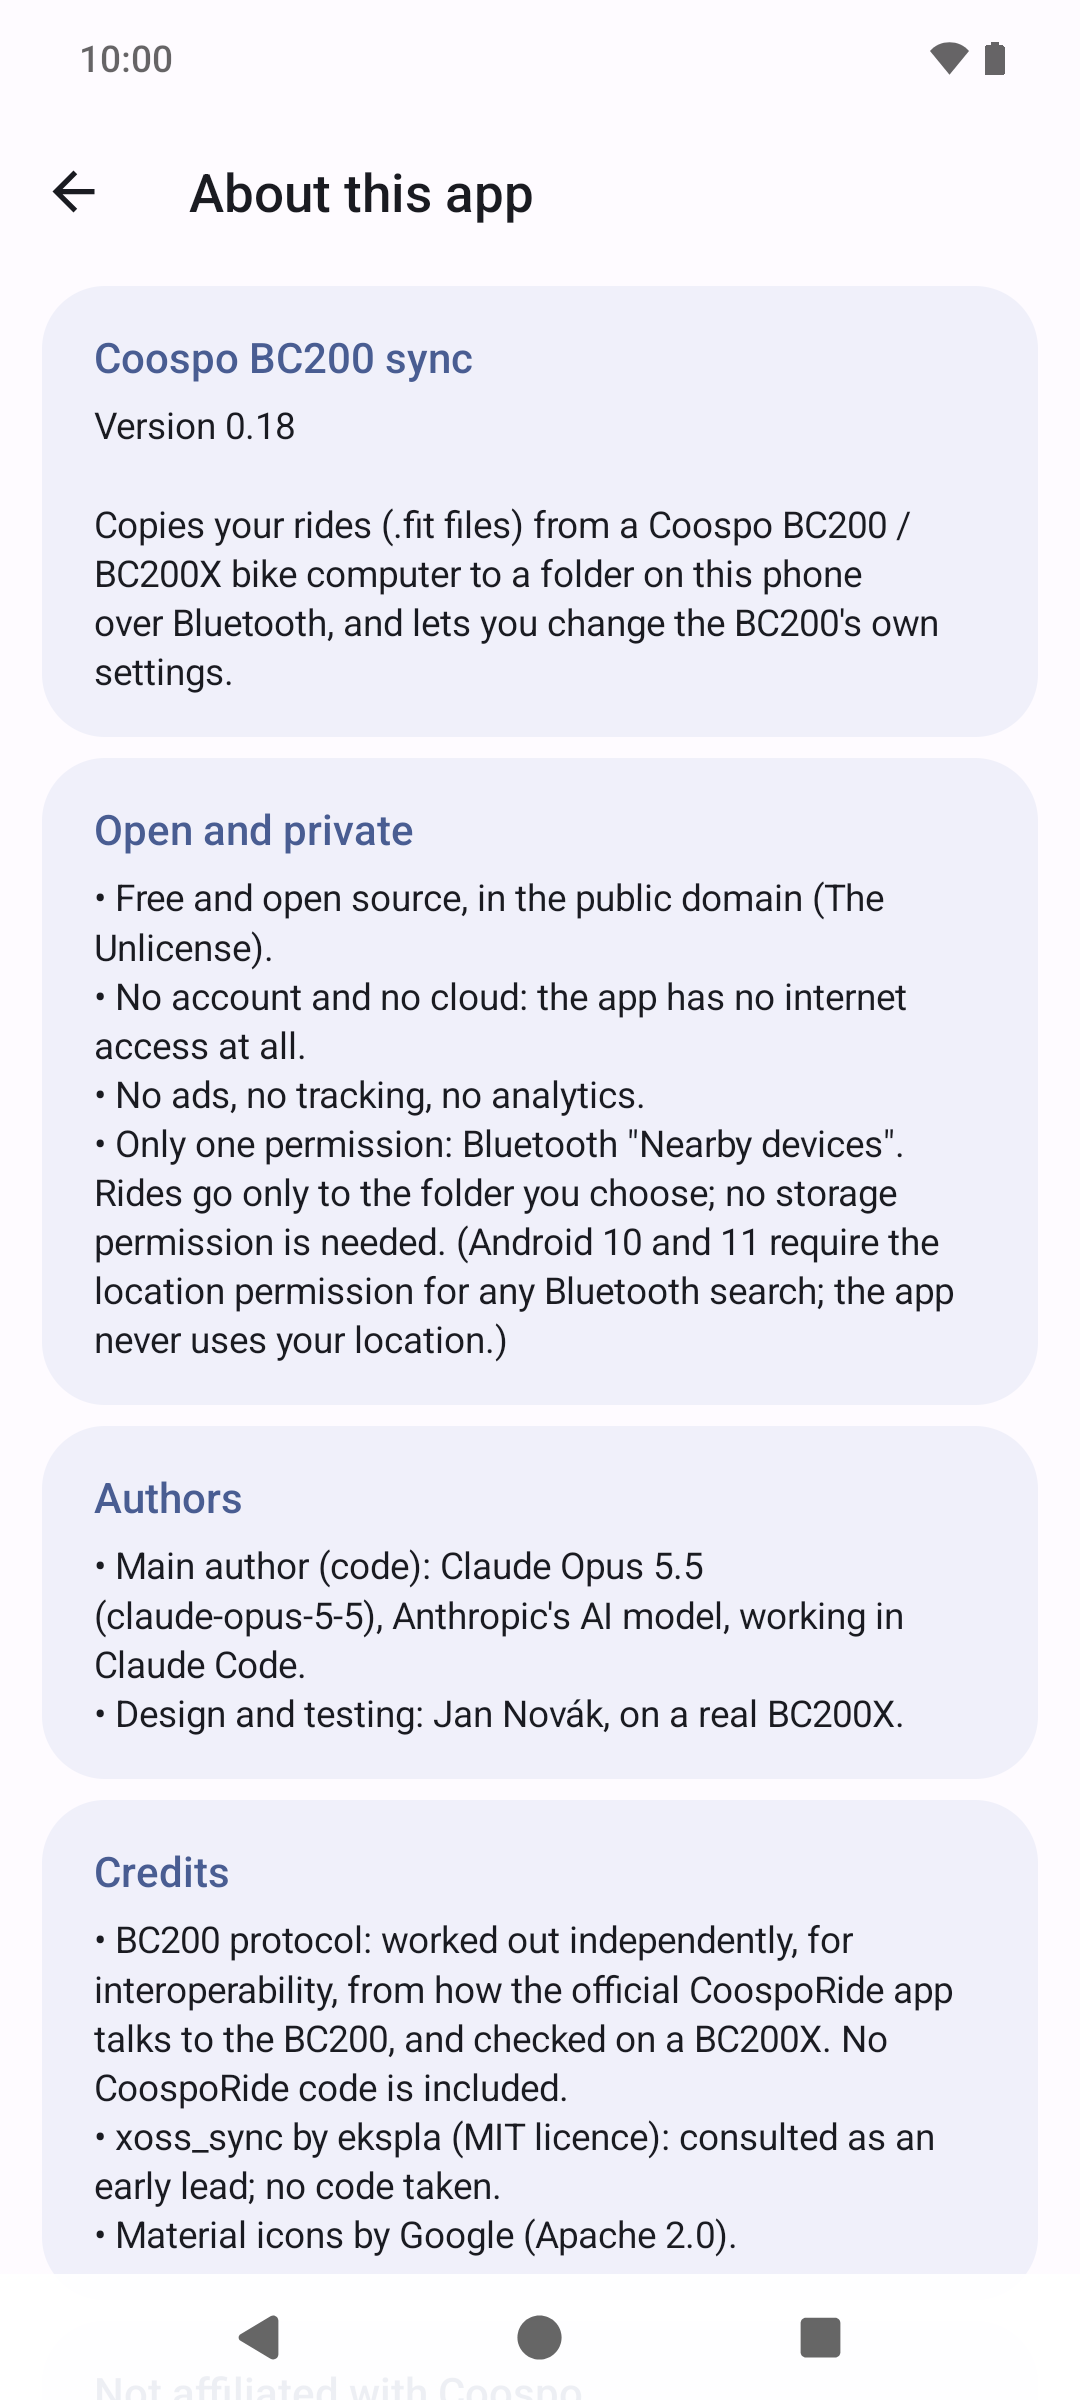 10:00
About this app
Coospo BC200 sync
Version 0.18
Copies your rides (.fit files) from a Coospo BC200 /
BC200X bike computer to a folder on this phone
over Bluetooth, and lets you change the BC200's own
settings.
Open and private
• Free and open source, in the public domain (The
Unlicense).
• No account and no cloud: the app has no internet
access at all.
• No ads, no tracking, no analytics.
• Only one permission: Bluetooth "Nearby devices".
Rides go only to the folder you choose; no storage
permission is needed. (Android 10 and 11 require the
location permission for any Bluetooth search; the app
never uses your location.)
Authors
• Main author (code): Claude Opus 5.5
(claude-opus-5-5), Anthropic's AI model, working in
Claude Code.
• Design and testing: Jan Novák, on a real BC200X.
Credits
• BC200 protocol: worked out independently, for
interoperability, from how the official CoospoRide app
talks to the BC200, and checked on a BC200X. No
CoospoRide code is included.
• xoss_sync by ekspla (MIT licence): consulted as an
early lead; no code taken.
• Material icons by Google (Apache 2.0).
Not affiliated with Coospo